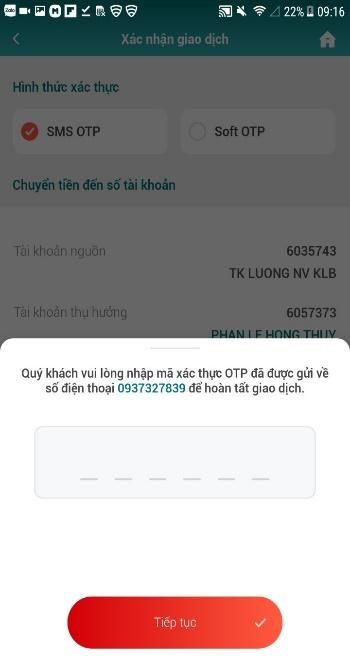 Zalo
22% 09:16
Xác nhận giao dịch
Hình thức xác thực
SMS OTP
Soft OTP
Chuyển tiền đến số tài khoản
Tài khoản nguồn
6035743
TK LUONG NV KLB
Tài khoản thụ hưởng
6057373
PHAN LE HONG THUY
Quý khách vui lòng nhập mã xác thực OTP đã được gửi về
số điện thoại 0937327839 để hoàn tất giao dịch.
Tiếp tục